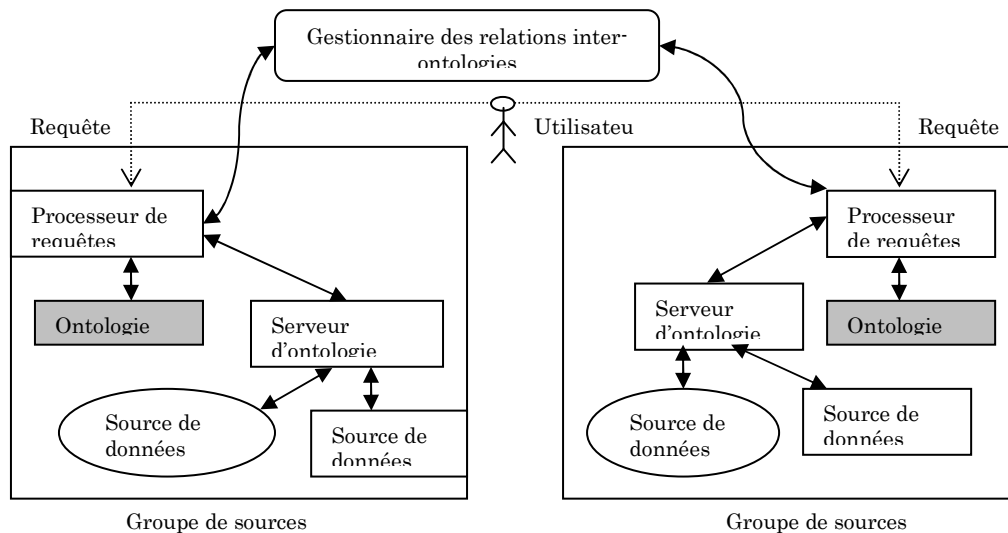 Gestionnaire des relations inter-
ontologies
Requête
Utilisateu
Requête
Processeur de
requêtes
Processeur
de requêtes
Ontologie
Serveur
d'ontologie
Serveur
d'ontologie
Ontologie
Source de
données
Source de
données
Source de
données
Source de
données
Groupe de sources
Groupe de sources